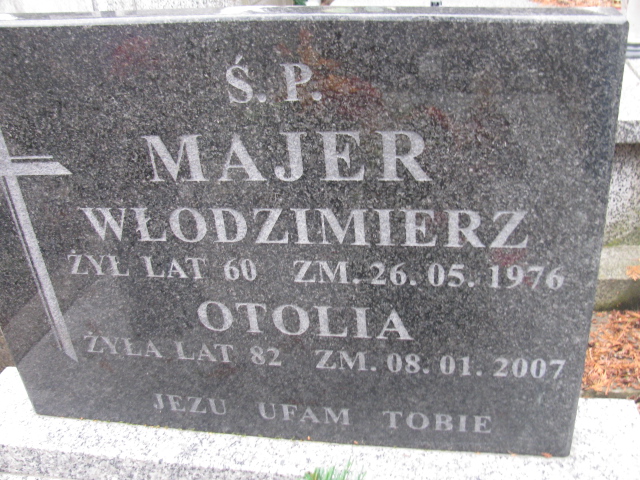 Ś. P.
MAJER
WŁODZIMIERZ
ŻYŁ LAT 60 ZM. 26. 05. 1976
OTOLIA
ŻYŁA LAT 82 ZM. 08. 01. 2007
JEZU UFAM TOBIE